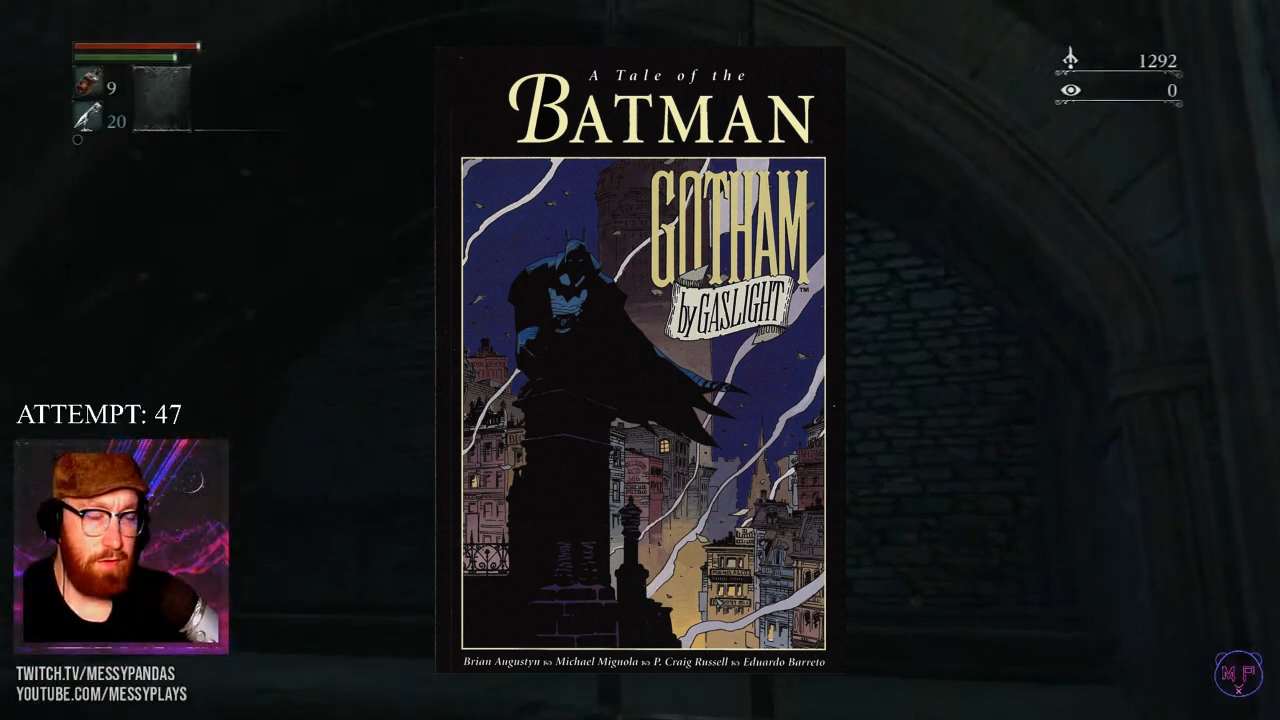 9
20
1292
0
A Tale of the
BATMAN
GOTHAM
by GASLIGHT
TM
ATTEMPT: 47
Brian Augustyn Michael Mignola P. Craig Russell Eduardo Barreto
TWITCH.TV/MESSYPANDAS
YOUTUBE.COM/MESSYPLAYS
M P
X